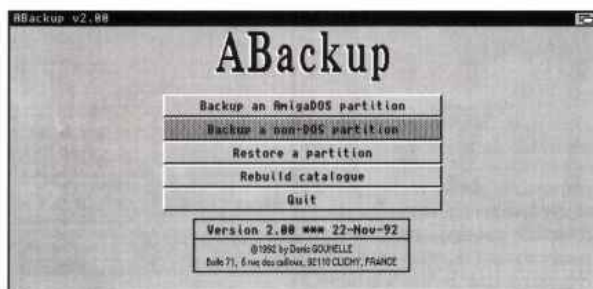 ABackup v2.00
ABackup
Backup an AmigaDOS partition
Backup a non-DOS partition
Restore a partition
Rebuild catalogue
Quit
Version 2.00 *** 22-Nov-92
©1992 by Denis GOUNELLE
Boite 71, 6 rue des cailloux, 92110 CLICHY, FRANCE